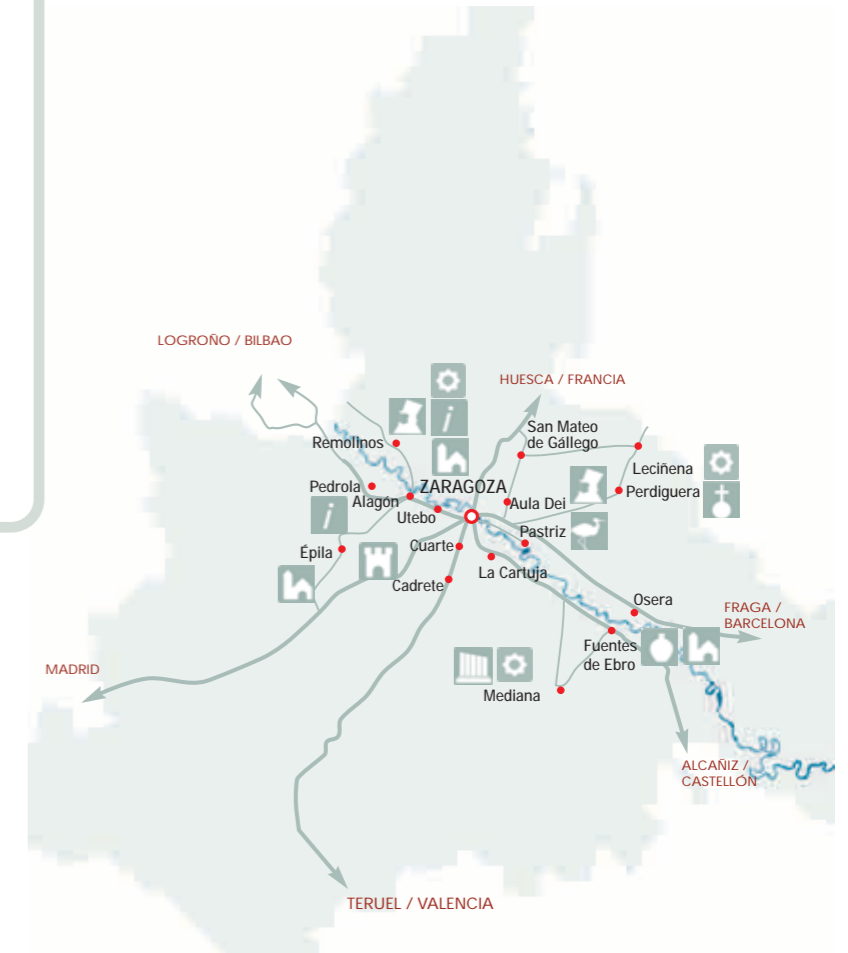 LOGROÑO / BILBAO
HUESCA / FRANCIA
San Mateo
de Gállego
Remolinos
i
Leciñena
Pedrola
ZARAGOZA
Perdiguera
Alagón
Aula Dei
i
Utebo
Pastriz
Cuarte
Épila
La Cartuja
Cadrete
Osera
FRAGA /
BARCELONA
Fuentes
de Ebro
MADRID
Mediana
ALCAÑIZ /
CASTELLÓN
TERUEL / VALENCIA